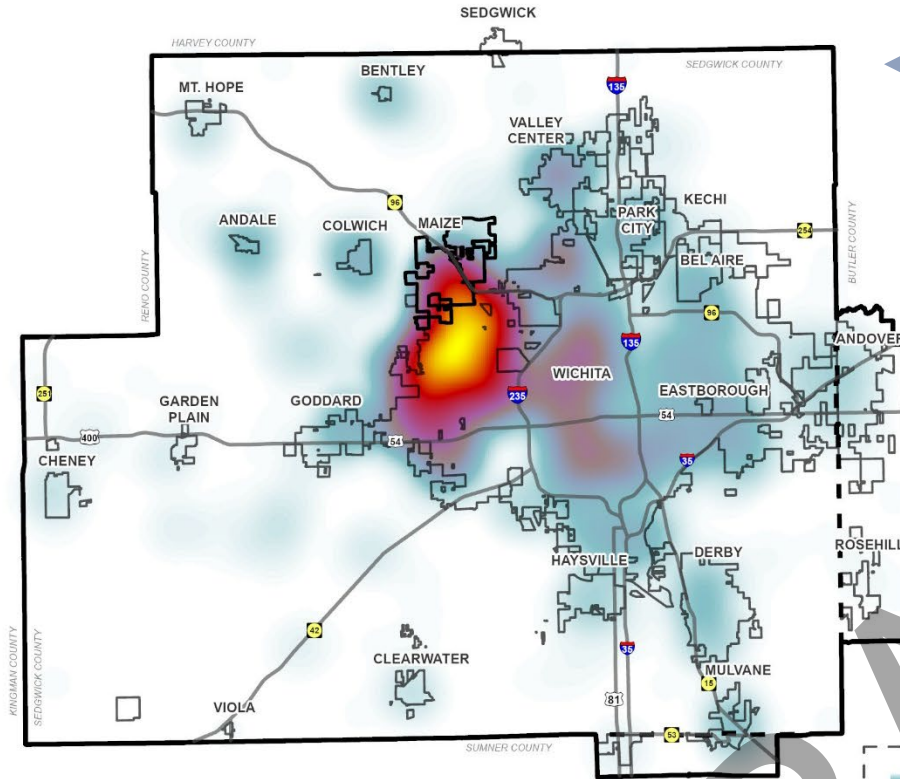 SEDGWICK
HARVEY COUNTY
SEDGWICK COUNTY
BENTLEY
MT. HOPE
135
VALLEY
CENTER
96
KECHI
PARK
CITY
ANDALE
COLWICH
MAIZE
254
BEL AIRE
BUTLER COUNTY
RENO COUNTY
96
135
ANDOVER
WICHITA
251
235
EASTBOROUGH
GARDEN
PLAIN
GODDARD
54
400
54
CHENEY
35
HAYSVILLE
DERBY
ROSEHILL
42
35
KINGMAN COUNTY
SEDGWICK COUNTY
CLEARWATER
MULVANE
15
81
VIOLA
53
SUMNER COUNTY